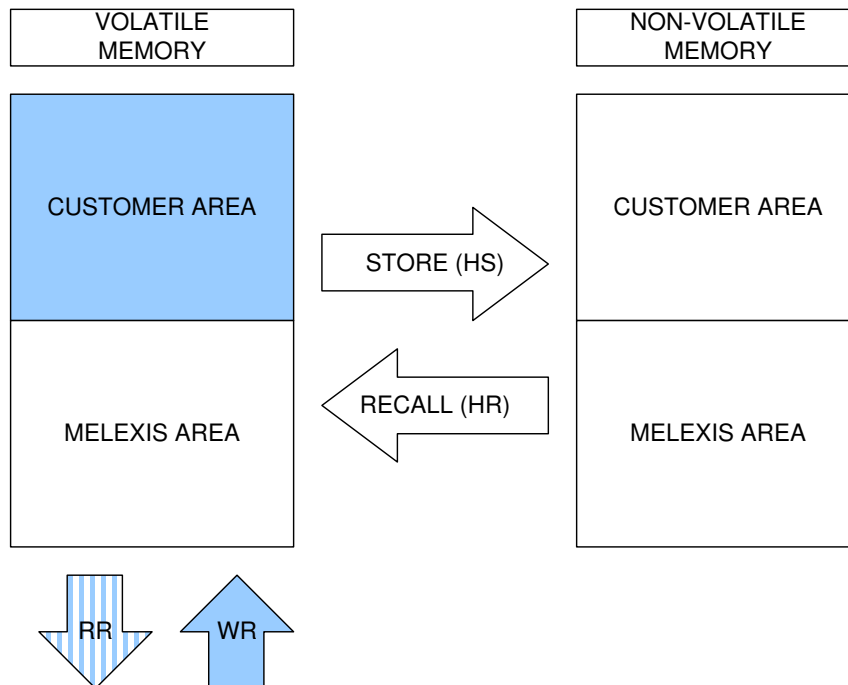 VOLATILE
MEMORY
NON-VOLATILE
MEMORY
CUSTOMER AREA
CUSTOMER AREA
STORE (HS)
RECALL (HR)
MELEXIS AREA
MELEXIS AREA
RR
WR